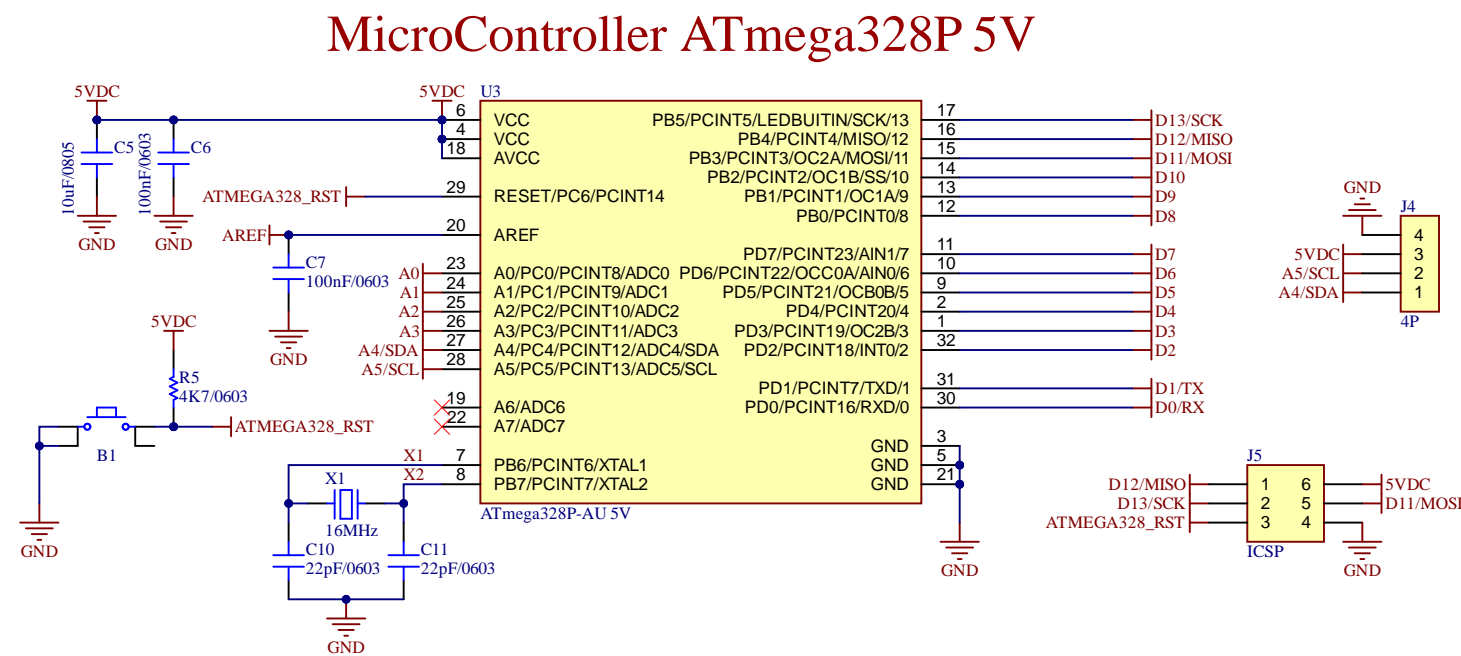 MicroController ATmega328P 5V
5VDC
C5
10uF/0805
GND
C6
100nF/0603
GND
ATMEGA328_RST
AREF
C7
100nF/0603
GND
5VDC
R5
4K7/0603
ATMEGA328_RST
B1
GND
5VDC
U3
6 VCC
4 VCC
18 AVCC
29 RESET/PC6/PCINT14
20 AREF
A0 23 A0/PC0/PCINT8/ADC0
A1 24 A1/PC1/PCINT9/ADC1
A2 25 A2/PC2/PCINT10/ADC2
A3 26 A3/PC3/PCINT11/ADC3
A4/SDA 27 A4/PC4/PCINT12/ADC4/SDA
A5/SCL 28 A5/PC5/PCINT13/ADC5/SCL
19 A6/ADC6
22 A7/ADC7
X1 7 PB6/PCINT6/XTAL1
X2 8 PB7/PCINT7/XTAL2
PB5/PCINT5/LEDBUITIN/SCK/13 17 D13/SCK
PB4/PCINT4/MISO/12 16 D12/MISO
PB3/PCINT3/OC2A/MOSI/11 15 D11/MOSI
PB2/PCINT2/OC1B/SS/10 14 D10
PB1/PCINT1/OC1A/9 13 D9
PB0/PCINT0/8 12 D8
PD7/PCINT23/AIN1/7 11 D7
PD6/PCINT22/OCC0A/AIN0/6 10 D6
PD5/PCINT21/OCB0B/5 9 D5
PD4/PCINT20/4 2 D4
PD3/PCINT19/OC2B/3 1 D3
PD2/PCINT18/INT0/2 32 D2
PD1/PCINT7/TXD/1 31 D1/TX
PD0/PCINT16/RXD/0 30 D0/RX
GND 3
GND 5
GND 21
ATmega328P-AU 5V
GND
X1
16MHz
C10
22pF/0603
C11
22pF/0603
GND
GND
J4
4
5VDC 3
A5/SCL 2
A4/SDA 1
4P
J5
D12/MISO 1 6 5VDC
D13/SCK 2 5 D11/MOSI
ATMEGA328_RST 3 4
ICSP
GND